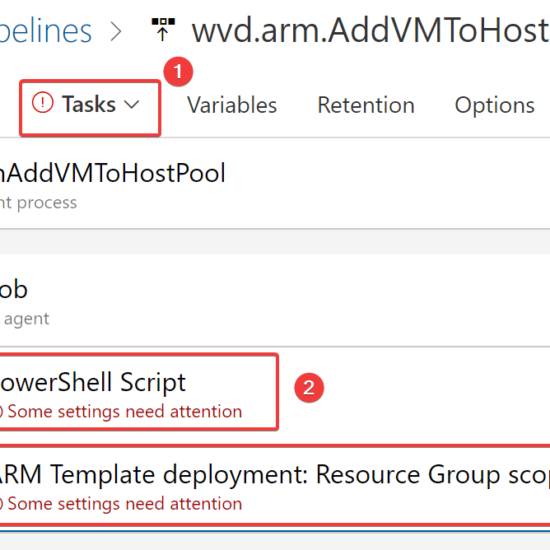 pelines > wvd.arm.AddVMToHost
1
Tasks Variables Retention Options
nAddVMToHostPool
nt process
ob
agent
owerShell Script
2
Some settings need attention
ARM Template deployment: Resource Group scop
Some settings need attention